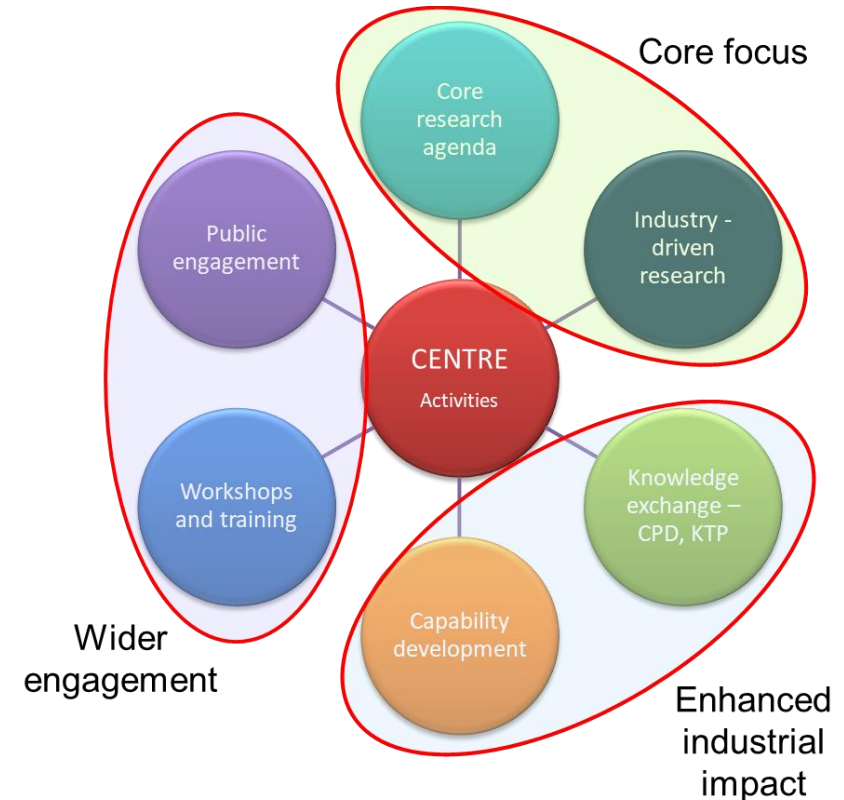 Core focus
Core
research
agenda
Industry -
driven
research
Public
engagement
CENTRE
Activities
Workshops
and training
Knowledge
exchange –
CPD, KTP
Capability
development
Wider
engagement
Enhanced
industrial
impact